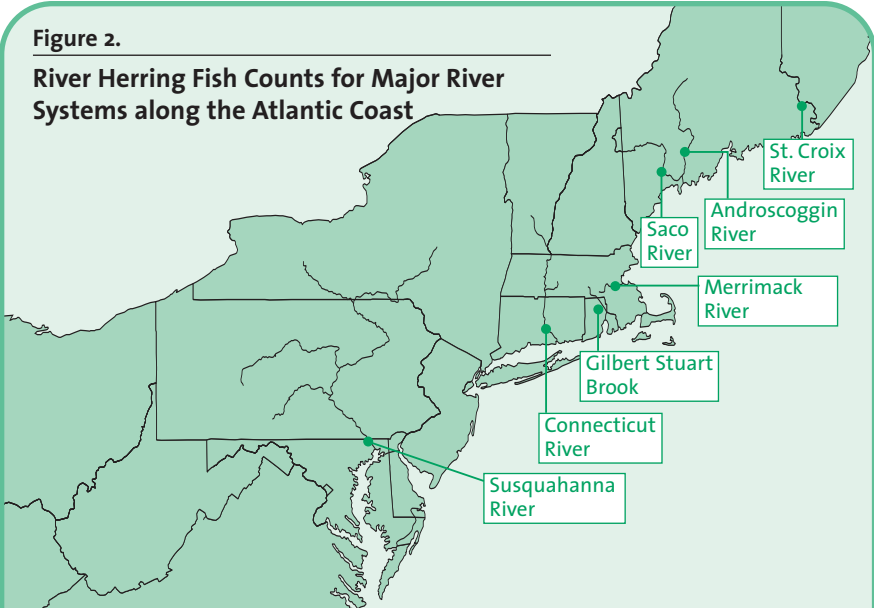 Figure 2.
River Herring Fish Counts for Major River
Systems along the Atlantic Coast
St. Croix
River
Androscoggin
River
Saco
River
Merrimack
River
Gilbert Stuart
Brook
Connecticut
River
Susquahanna
River